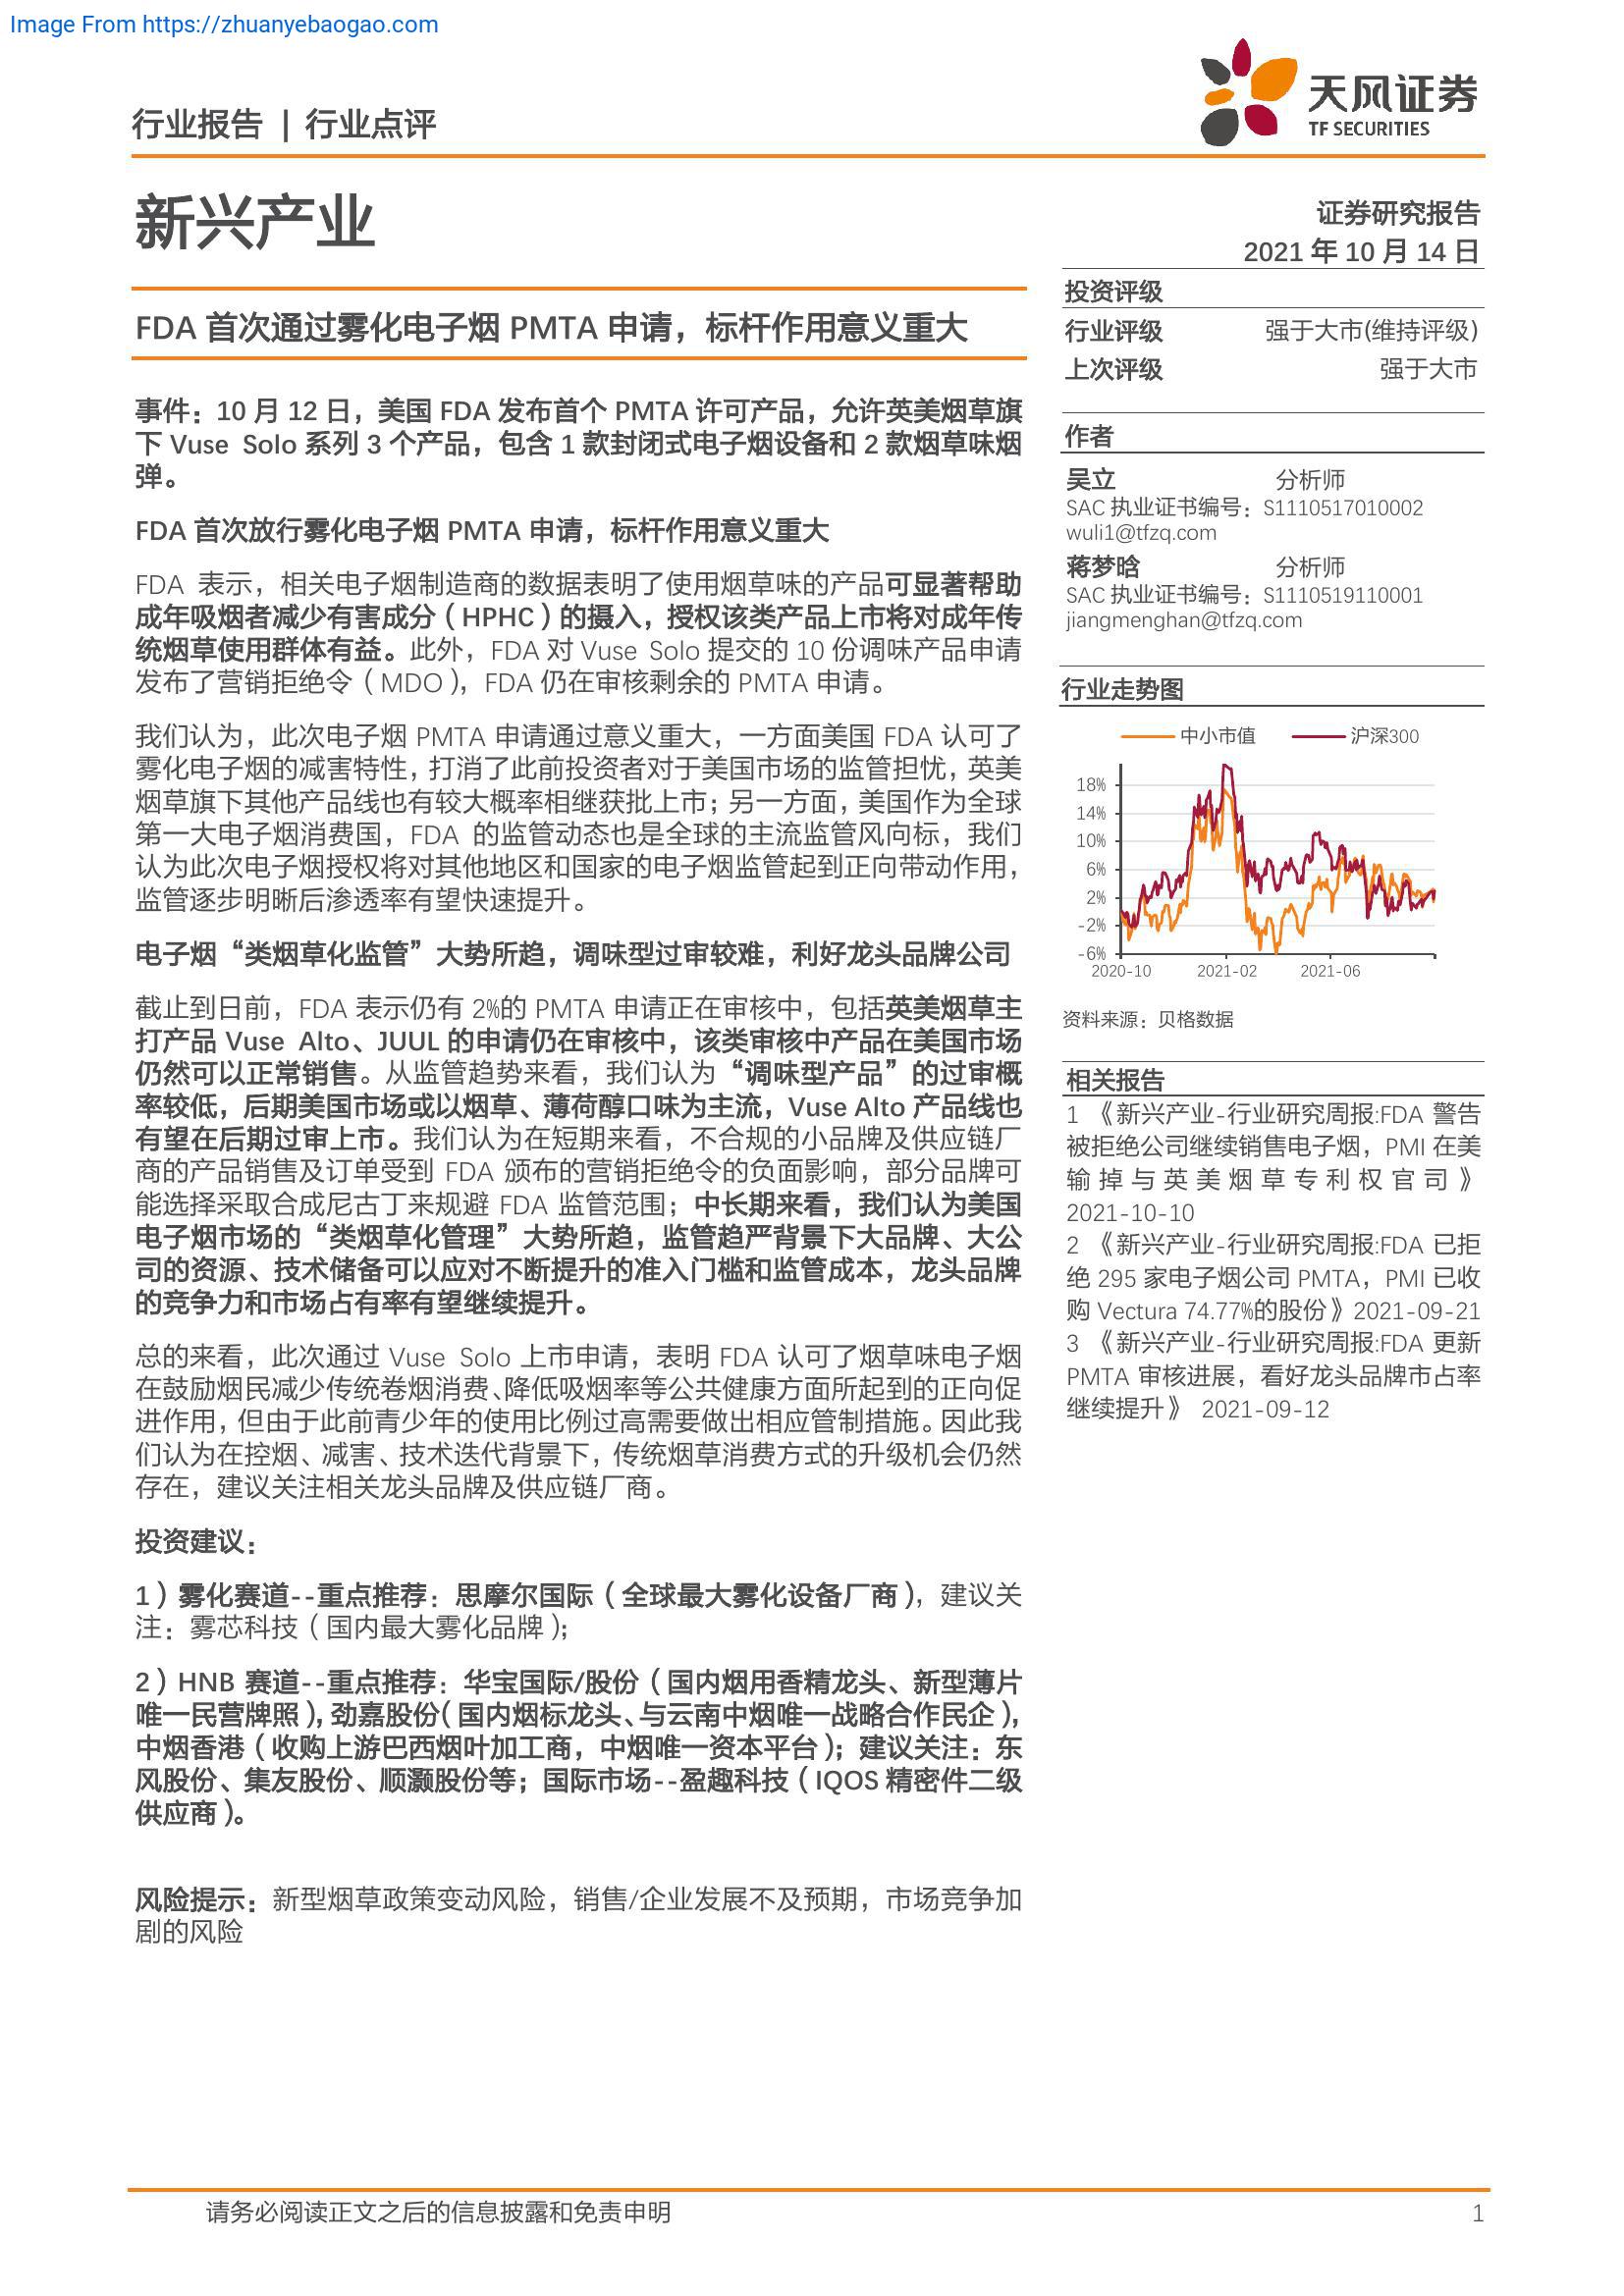 Image From https://zhuanyebaogao.com
行业报告 | 行业点评
天风证券
TF SECURITIES
新兴产业
证券研究报告
2021 年 10 月 14 日
FDA 首次通过雾化电子烟 PMTA 申请，标杆作用意义重大
事件：10 月 12 日，美国 FDA 发布首个 PMTA 许可产品，允许英美烟草旗
下 Vuse Solo 系列 3 个产品，包含 1 款封闭式电子烟设备和 2 款烟草味烟
弹。
FDA 首次放行雾化电子烟 PMTA 申请，标杆作用意义重大
FDA 表示，相关电子烟制造商的数据表明了使用烟草味的产品可显著帮助
成年吸烟者减少有害成分（HPHC）的摄入，授权该类产品上市将对成年传
统烟草使用群体有益。此外，FDA 对 Vuse Solo 提交的 10 份调味产品申请
发布了营销拒绝令（MDO），FDA 仍在审核剩余的 PMTA 申请。
我们认为，此次电子烟 PMTA 申请通过意义重大，一方面美国 FDA 认可了
雾化电子烟的减害特性，打消了此前投资者对于美国市场的监管担忧，英美
烟草旗下其他产品线也有较大概率相继获批上市；另一方面，美国作为全球
第一大电子烟消费国，FDA 的监管动态也是全球的主流监管风向标，我们
认为此次电子烟授权将对其他地区和国家的电子烟监管起到正向带动作用，
监管逐步明晰后渗透率有望快速提升。
电子烟“类烟草化监管”大势所趋，调味型过审较难，利好龙头品牌公司
截止到日前，FDA 表示仍有 2%的 PMTA 申请正在审核中，包括英美烟草主
打产品 Vuse Alto、JUUL 的申请仍在审核中，该类审核中产品在美国市场
仍然可以正常销售。从监管趋势来看，我们认为“调味型产品”的过审概
率较低，后期美国市场或以烟草、薄荷醇口味为主流，Vuse Alto 产品线也
有望在后期过审上市。我们认为在短期来看，不合规的小品牌及供应链厂
商的产品销售及订单受到 FDA 颁布的营销拒绝令的负面影响，部分品牌可
能选择采取合成尼古丁来规避 FDA 监管范围；中长期来看，我们认为美国
电子烟市场的“类烟草化管理”大势所趋，监管趋严背景下大品牌、大公
司的资源、技术储备可以应对不断提升的准入门槛和监管成本，龙头品牌
的竞争力和市场占有率有望继续提升。
总的来看，此次通过 Vuse Solo 上市申请，表明 FDA 认可了烟草味电子烟
在鼓励烟民减少传统卷烟消费、降低吸烟率等公共健康方面所起到的正向促
进作用，但由于此前青少年的使用比例过高需要做出相应管制措施。因此我
们认为在控烟、减害、技术迭代背景下，传统烟草消费方式的升级机会仍然
存在，建议关注相关龙头品牌及供应链厂商。
投资建议：
1）雾化赛道--重点推荐：思摩尔国际（全球最大雾化设备厂商），建议关
注：雾芯科技（国内最大雾化品牌）；
2）HNB 赛道--重点推荐：华宝国际/股份（国内烟用香精龙头、新型薄片
唯一民营牌照），劲嘉股份（国内烟标龙头、与云南中烟唯一战略合作民企），
中烟香港（收购上游巴西烟叶加工商，中烟唯一资本平台）；建议关注：东
风股份、集友股份、顺灏股份等；国际市场--盈趣科技（IQOS 精密件二级
供应商）。
风险提示：新型烟草政策变动风险，销售/企业发展不及预期，市场竞争加
剧的风险
投资评级
行业评级 强于大市(维持评级)
上次评级 强于大市
作者
吴立 分析师
SAC 执业证书编号：S1110517010002
wuli1@tfzq.com
蒋梦晗 分析师
SAC 执业证书编号：S1110519110001
jiangmenghan@tfzq.com
行业走势图
中小市值 沪深300
18%
14%
10%
6%
2%
-2%
-6%
2020-10 2021-02 2021-06
资料来源：贝格数据
相关报告
1 《新兴产业-行业研究周报:FDA 警告
被拒绝公司继续销售电子烟，PMI 在美
输掉与英美烟草专利权官司》
2021-10-10
2 《新兴产业-行业研究周报:FDA 已拒
绝 295 家电子烟公司 PMTA，PMI 已收
购 Vectura 74.77%的股份》2021-09-21
3 《新兴产业-行业研究周报:FDA 更新
PMTA 审核进展，看好龙头品牌市占率
继续提升》 2021-09-12
请务必阅读正文之后的信息披露和免责申明 1